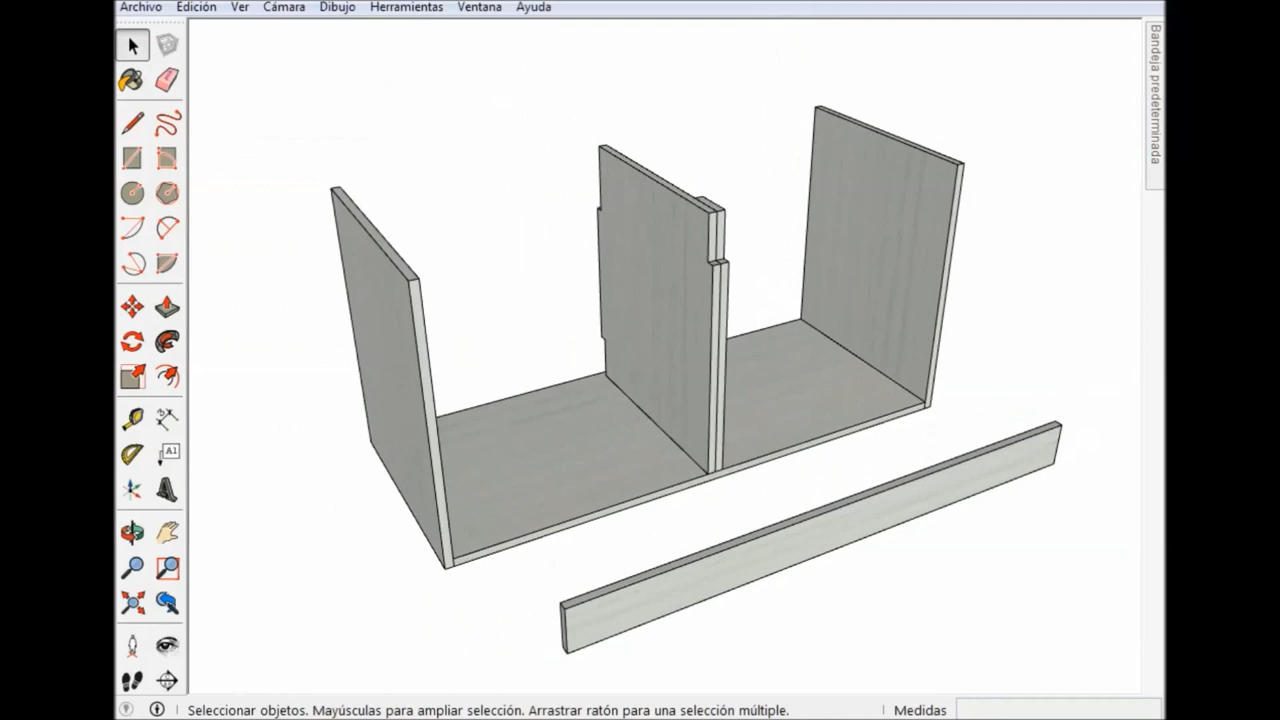 Archivo Edición Ver Cámara Dibujo Herramientas Ventana Ayuda
Bandeja predeterminada
A1
Seleccionar objetos. Mayúsculas para ampliar selección. Arrastrar ratón para una selección múltiple.
Medidas